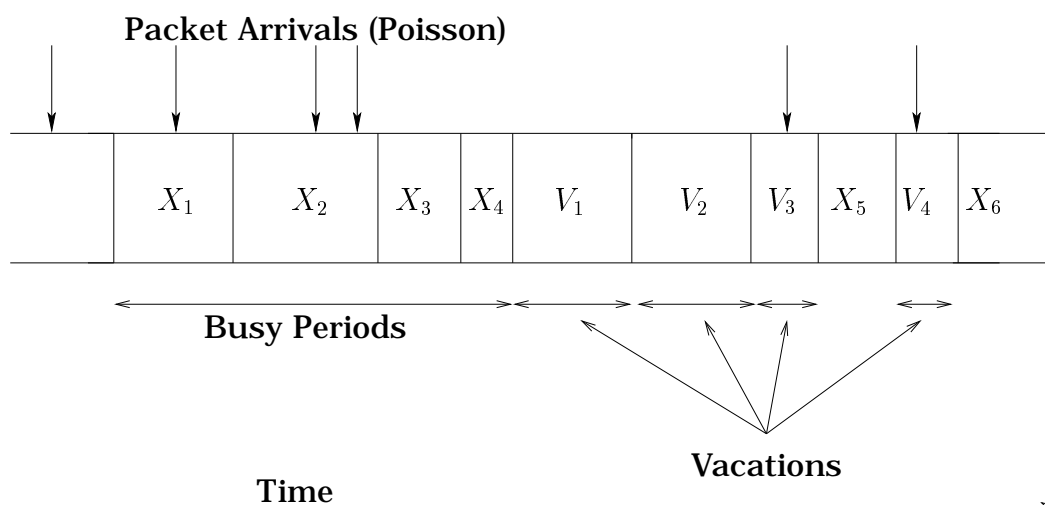 Packet Arrivals (Poisson)
X₁ X₂ X₃ X₄ V₁ V₂ V₃ X₅ V₄ X₆
Busy Periods
Vacations
Time